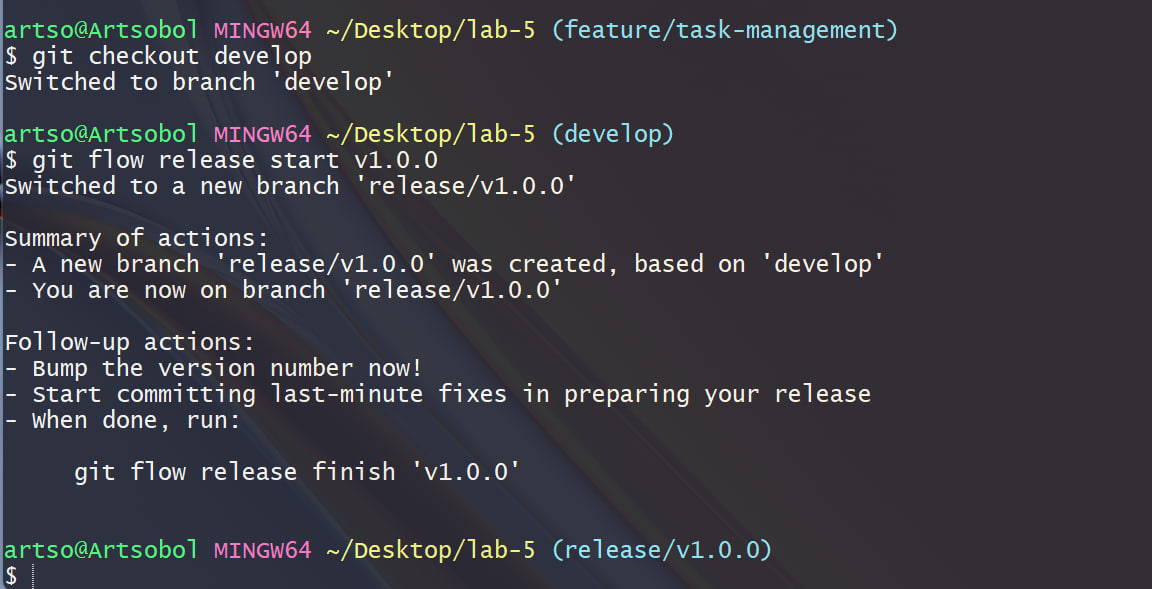 artso@Artsobol MINGW64 ~/Desktop/lab-5 (feature/task-management)
$ git checkout develop
Switched to branch 'develop'
artso@Artsobol MINGW64 ~/Desktop/lab-5 (develop)
$ git flow release start v1.0.0
Switched to a new branch 'release/v1.0.0'
Summary of actions:
- A new branch 'release/v1.0.0' was created, based on 'develop'
- You are now on branch 'release/v1.0.0'
Follow-up actions:
- Bump the version number now!
- Start committing last-minute fixes in preparing your release
- When done, run:
git flow release finish 'v1.0.0'
artso@Artsobol MINGW64 ~/Desktop/lab-5 (release/v1.0.0)
$